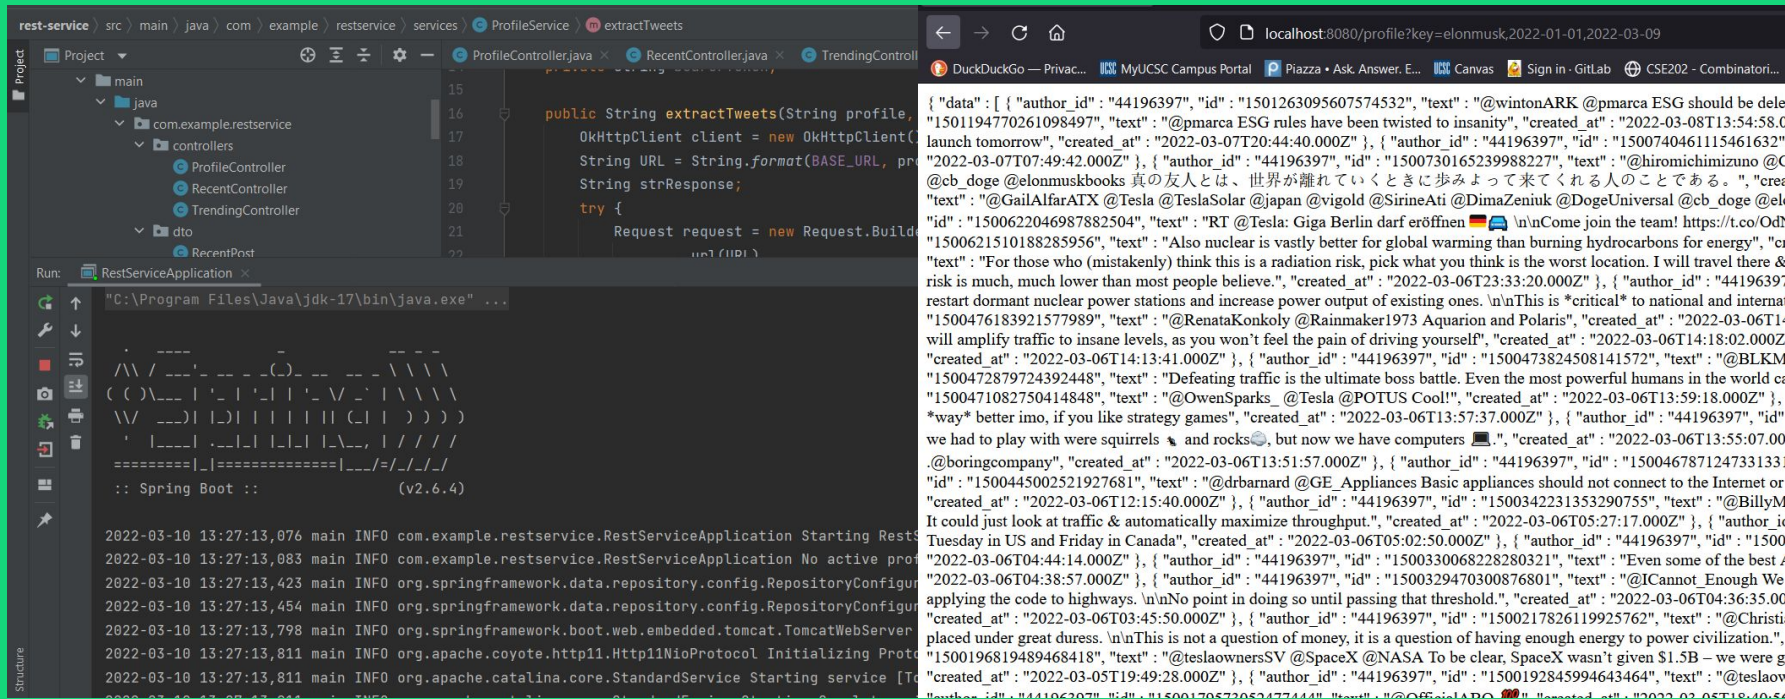 rest-service > src > main > java > com > example > restservice > services > ProfileService > extractTweets
Project
ProfileController.java × RecentController.java × TrendingControll
main
java
com.example.restservice
controllers
ProfileController
RecentController
TrendingController
dto
RecentPost
15
16 public String extractTweets(String profile,
17 OkHttpClient client = new OkHttpClient()
18 String URL = String.format(BASE_URL, pro
19 String strResponse;
20 try {
21 Request request = new Request.Builde
22 url(URL)
Project
Structure
Run: RestServiceApplication ×
"C:\Program Files\Java\jdk-17\bin\java.exe" ...
:: Spring Boot :: (v2.6.4)
2022-03-10 13:27:13,076 main INFO com.example.restservice.RestServiceApplication Starting RestS
2022-03-10 13:27:13,083 main INFO com.example.restservice.RestServiceApplication No active prof
2022-03-10 13:27:13,423 main INFO org.springframework.data.repository.config.RepositoryConfigur
2022-03-10 13:27:13,454 main INFO org.springframework.data.repository.config.RepositoryConfigur
2022-03-10 13:27:13,798 main INFO org.springframework.boot.web.embedded.tomcat.TomcatWebServer
2022-03-10 13:27:13,811 main INFO org.apache.coyote.http11.Http11NioProtocol Initializing Proto
2022-03-10 13:27:13,811 main INFO org.apache.catalina.core.StandardService Starting service [To
localhost:8080/profile?key=elonmusk,2022-01-01,2022-03-09
DuckDuckGo — Privac... UCSC MyUCSC Campus Portal Piazza • Ask. Answer. E... UCSC Canvas Sign in · GitLab CSE202 - Combinatori...
{ "data" : [ { "author_id" : "44196397", "id" : "1501263095607574532", "text" : "@wintonARK @pmarca ESG should be dele
"1501194770261098497", "text" : "@pmarca ESG rules have been twisted to insanity", "created_at" : "2022-03-08T13:54:58.0
launch tomorrow", "created_at" : "2022-03-07T20:44:40.000Z" }, { "author_id" : "44196397", "id" : "1500740461115461632"
"2022-03-07T07:49:42.000Z" }, { "author_id" : "44196397", "id" : "1500730165239988227", "text" : "@hiromichimizuno @C
@cb_doge @elonmuskbooks 真の友人とは、世界が離れていくときに歩みよって来てくれる人のことである。", "crea
"text" : "@GailAlfarATX @Tesla @TeslaSolar @japan @vigold @SirineAti @DimaZeniuk @DogeUniversal @cb_doge @ele
"id" : "1500622046987882504", "text" : "RT @Tesla: Giga Berlin darf eröffnen 🇩🇪🚘 \n\nCome join the team! https://t.co/OdN
"1500621510188285956", "text" : "Also nuclear is vastly better for global warming than burning hydrocarbons for energy", "cr
"text" : "For those who (mistakenly) think this is a radiation risk, pick what you think is the worst location. I will travel there &
risk is much, much lower than most people believe.", "created_at" : "2022-03-06T23:33:20.000Z" }, { "author_id" : "44196397
restart dormant nuclear power stations and increase power output of existing ones. \n\nThis is *critical* to national and internat
"1500476183921577989", "text" : "@RenataKonkoly @Rainmaker1973 Aquarion and Polaris", "created_at" : "2022-03-06T14
will amplify traffic to insane levels, as you won’t feel the pain of driving yourself", "created_at" : "2022-03-06T14:18:02.000Z
"created_at" : "2022-03-06T14:13:41.000Z" }, { "author_id" : "44196397", "id" : "1500473824508141572", "text" : "@BLKM
"1500472879724392448", "text" : "Defeating traffic is the ultimate boss battle. Even the most powerful humans in the world ca
"1500471082750414848", "text" : "@OwenSparks_ @Tesla @POTUS Cool!", "created_at" : "2022-03-06T13:59:18.000Z" },
*way* better imo, if you like strategy games", "created_at" : "2022-03-06T13:57:37.000Z" }, { "author_id" : "44196397", "id"
we had to play with were squirrels 🐿 and rocks🪨, but now we have computers 💻.", "created_at" : "2022-03-06T13:55:07.00
.@boringcompany", "created_at" : "2022-03-06T13:51:57.000Z" }, { "author_id" : "44196397", "id" : "1500467871247331331
"id" : "1500445002521927681", "text" : "@drbarnard @GE_Appliances Basic appliances should not connect to the Internet or
"created_at" : "2022-03-06T12:15:40.000Z" }, { "author_id" : "44196397", "id" : "1500342231353290755", "text" : "@BillyM
It could just look at traffic & automatically maximize throughput.", "created_at" : "2022-03-06T05:27:17.000Z" }, { "author_id
Tuesday in US and Friday in Canada", "created_at" : "2022-03-06T05:02:50.000Z" }, { "author_id" : "44196397", "id" : "1500
"2022-03-06T04:44:14.000Z" }, { "author_id" : "44196397", "id" : "1500330068228280321", "text" : "Even some of the best A
"2022-03-06T04:38:57.000Z" }, { "author_id" : "44196397", "id" : "1500329470300876801", "text" : "@ICannot_Enough We
applying the code to highways. \n\nNo point in doing so until passing that threshold.", "created_at" : "2022-03-06T04:36:35.00
"created_at" : "2022-03-06T03:45:50.000Z" }, { "author_id" : "44196397", "id" : "1500217826119925762", "text" : "@Christia
placed under great duress. \n\nThis is not a question of money, it is a question of having enough energy to power civilization.",
"1500196819489468418", "text" : "@teslaownersSV @SpaceX @NASA To be clear, SpaceX wasn’t given $1.5B – we were g
"created_at" : "2022-03-05T19:49:28.000Z" }, { "author_id" : "44196397", "id" : "1500192845994643464", "text" : "@teslaow